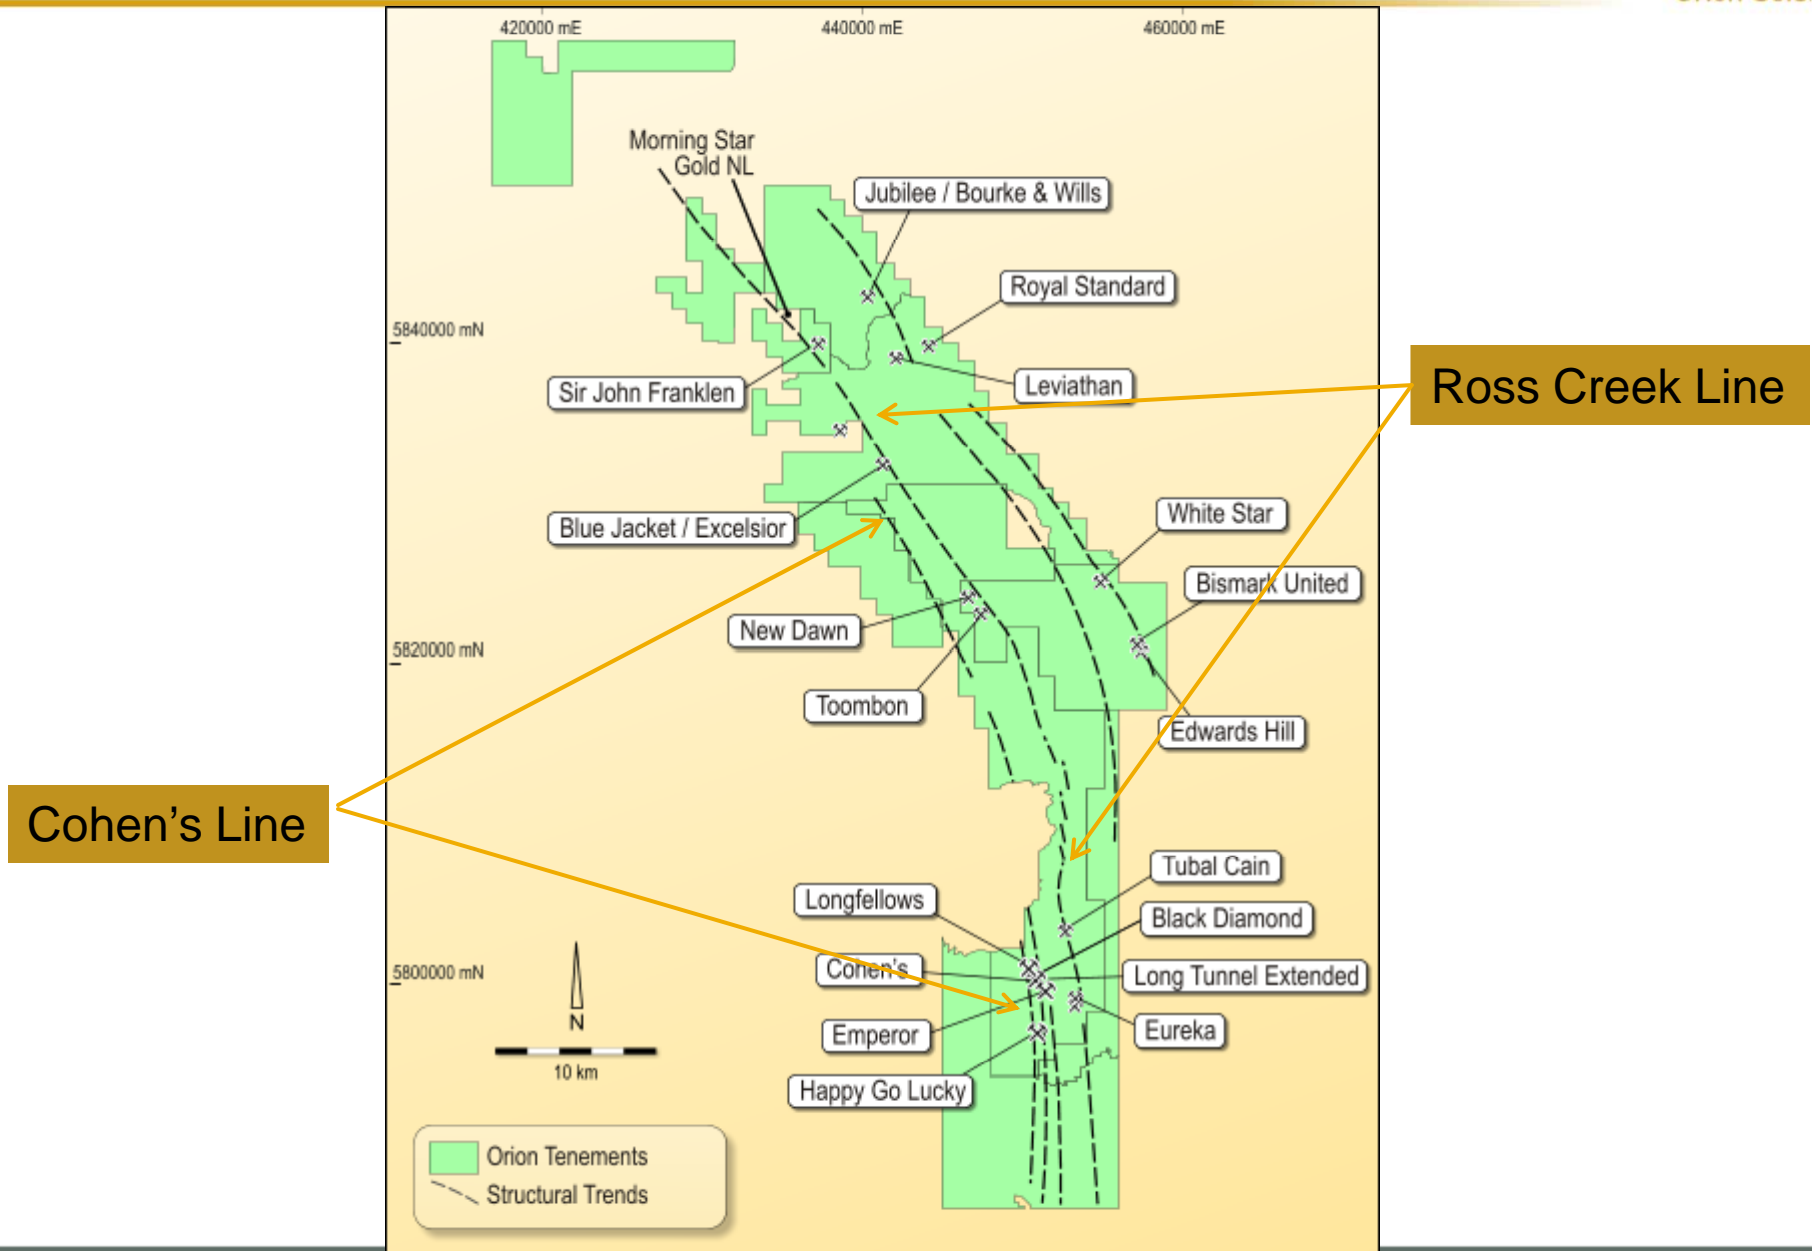 420000 mE
440000 mE
460000 mE
Morning Star
Gold NL
Jubilee / Bourke & Wills
Royal Standard
5840000 mN
Sir John Franklen
Leviathan
Ross Creek Line
Blue Jacket / Excelsior
White Star
Bismark United
New Dawn
5820000 mN
Toombon
Edwards Hill
Cohen's Line
Tubal Cain
Longfellows
Black Diamond
5800000 mN
Cohen's
Long Tunnel Extended
N
Emperor
Eureka
10 km
Happy Go Lucky
Orion Tenements
Structural Trends